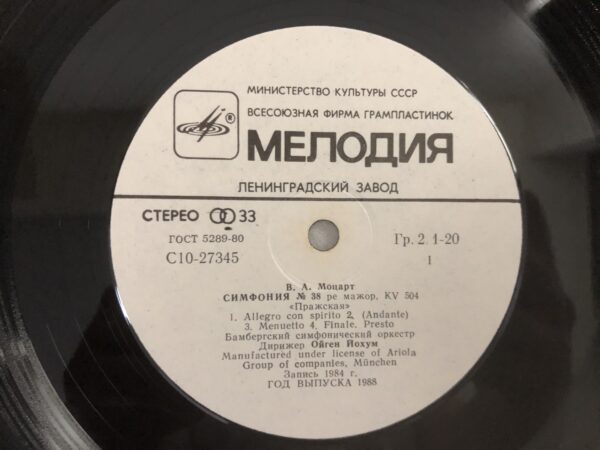 МИНИСТЕРСТВО КУЛЬТУРЫ СССР
ВСЕСОЮЗНАЯ ФИРМА ГРАМПЛАСТИНОК
®
МЕЛОДИЯ
ЛЕНИНГРАДСКИЙ ЗАВОД
СТЕРЕО 33
ГОСТ 5289-80
С10-27345
Гр. 2. 1-20
1
В. А. Моцарт
СИМФОНИЯ № 38 ре мажор, KV 504
«Пражская»
1. Allegro con spirito 2. (Andante)
3. Menuetto 4. Finale. Presto
Бамбергский симфонический оркестр
Дирижер Ойген Йохум
Manufactured under license of Ariola
Group of companies, München
Запись 1984 г.
ГОД ВЫПУСКА 1988